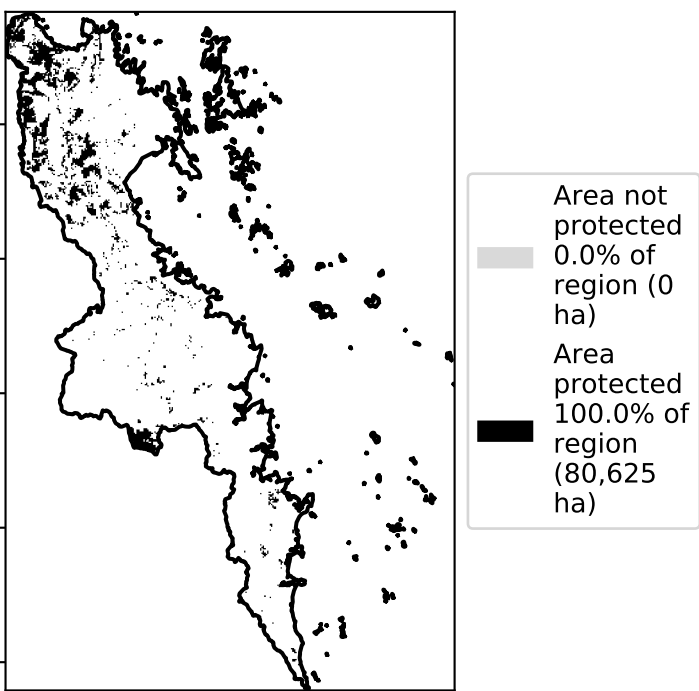 Area not
protected
0.0% of
region (0
ha)
Area
protected
100.0% of
region
(80,625
ha)